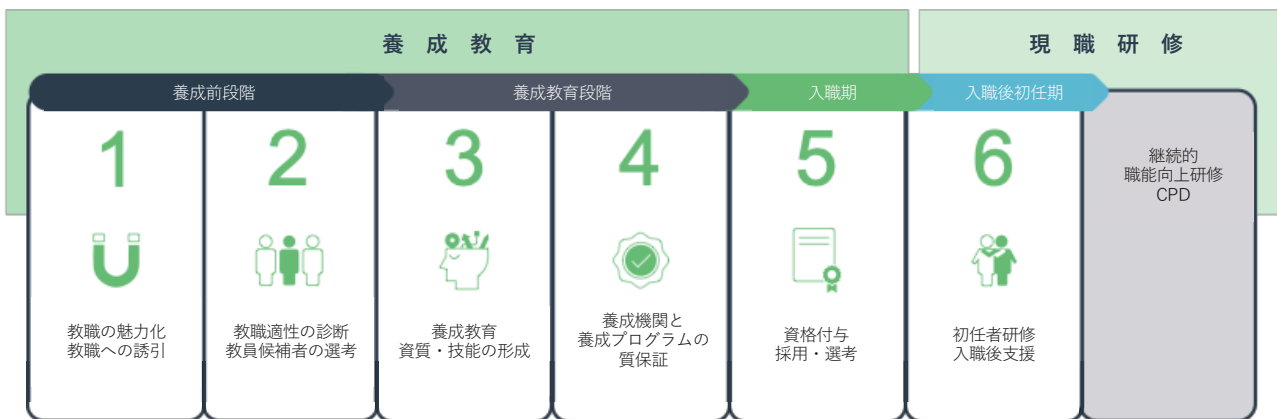 養成教育
現職研修
養成前段階
養成教育段階
入職期
入職後初任期
1
2
3
4
5
6
教職の魅力化
教職への誘引
教職適性の診断
教員候補者の選考
養成教育
資質・技能の形成
養成機関と
養成プログラムの
質保証
資格付与
採用・選考
初任者研修
入職後支援
継続的
職能向上研修
CPD